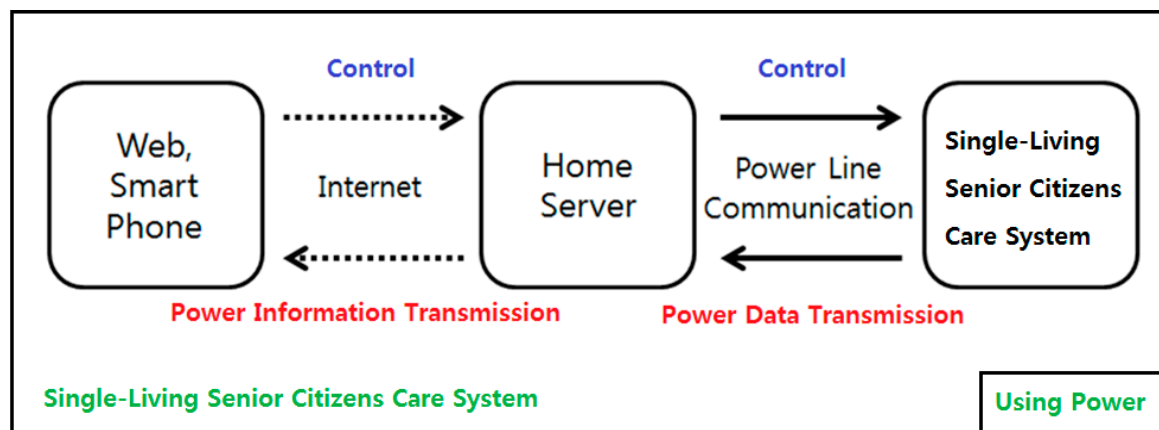 Control
Control
Web,
Smart
Phone
Internet
Home
Server
Power Line
Communication
Single-Living
Senior Citizens
Care System
Power Information Transmission
Power Data Transmission
Single-Living Senior Citizens Care System
Using Power